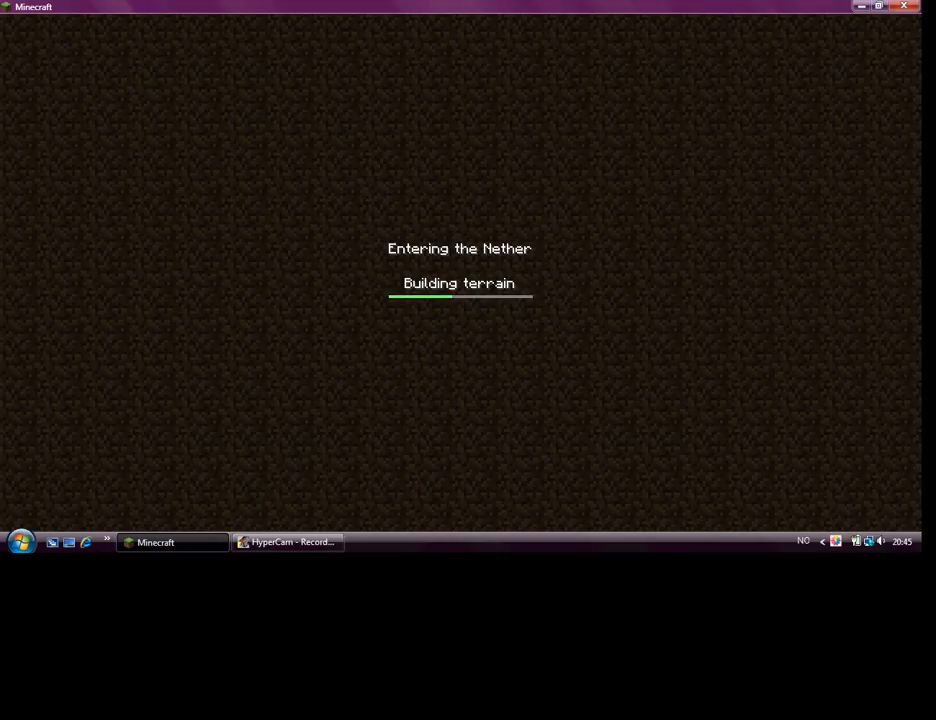 Minecraft
Entering the Nether
Building terrain
»
Minecraft
HyperCam - Record...
NO
<
20:45